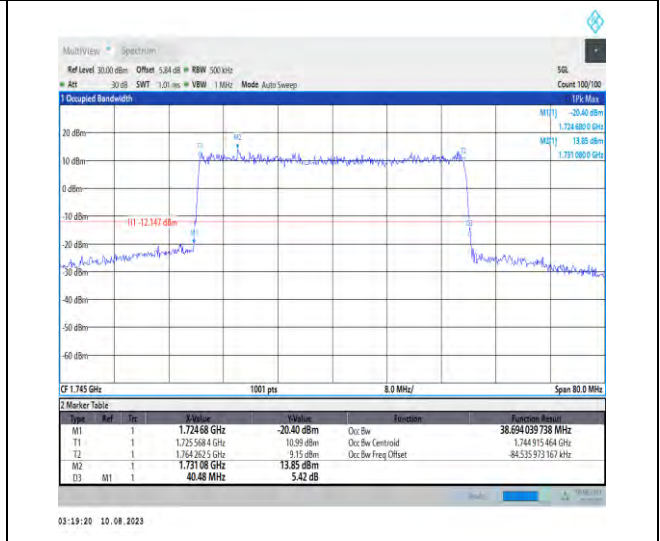 MultiView Spectrum
Ref Level 30.00 dBm Offset 5.84 dB RBW 500 kHz SGL
Att 30 dB SWT 1.01 ms VBW 1 MHz Mode Auto Sweep Count 100/100
1 Occupied Bandwidth 1Pk Max
M1[1] -20.40 dBm
1.724 680 0 GHz
M2[1] 13.85 dBm
1.731 080 0 GHz
20 dBm
M2
T1
T2
10 dBm
0 dBm
-10 dBm
H1 -12.147 dBm
D3
M1
-20 dBm
-30 dBm
-40 dBm
-50 dBm
-60 dBm
CF 1.745 GHz 1001 pts 8.0 MHz/ Span 80.0 MHz
2 Marker Table
Type Ref Trc X-Value Y-Value Function Function Result
M1 1 1.724 68 GHz -20.40 dBm Occ Bw 38.694 039 738 MHz
T1 1 1.725 568 4 GHz 10.99 dBm Occ Bw Centroid 1.744 915 464 GHz
T2 1 1.764 262 5 GHz 9.15 dBm Occ Bw Freq Offset -84.535 973 167 kHz
M2 1 1.731 08 GHz 13.85 dBm
D3 M1 1 40.48 MHz 5.42 dB
03:19:20 10.08.2023